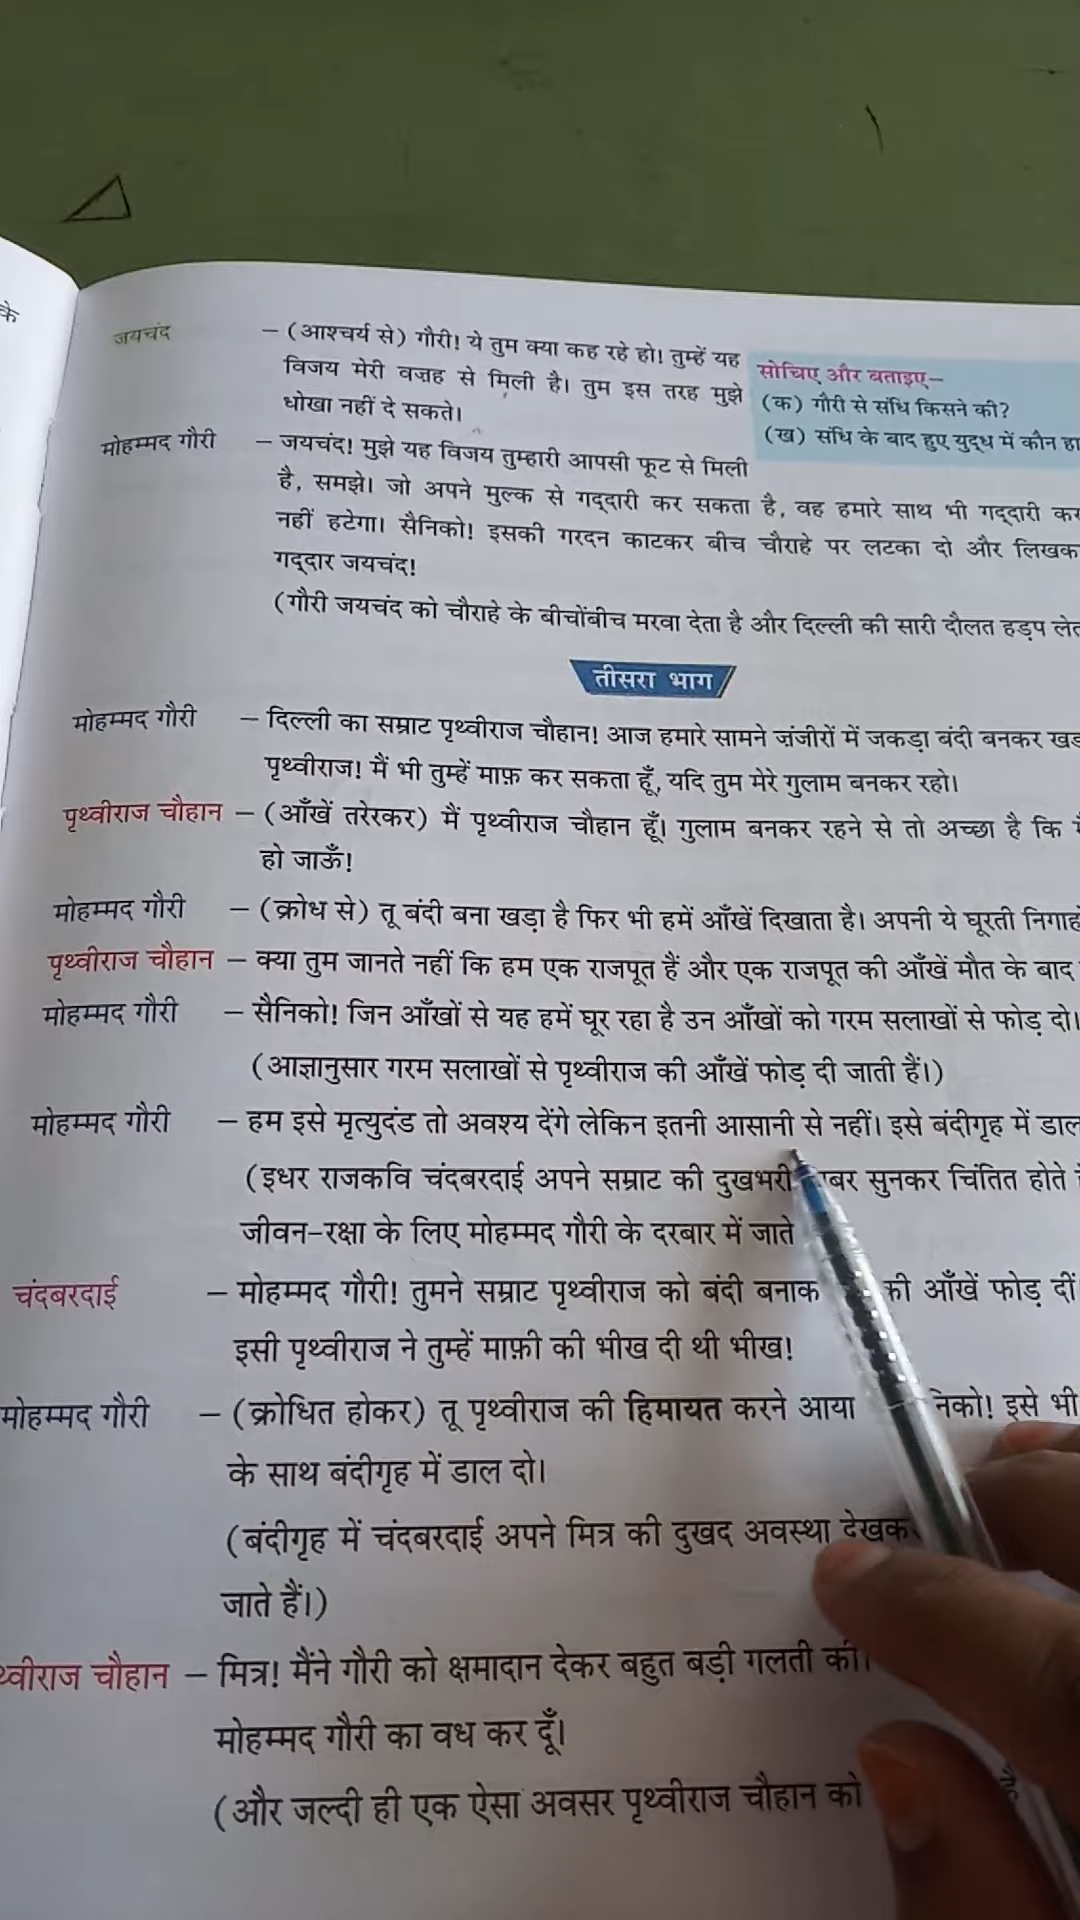 के
जयचंद – (आश्चर्य से) गौरी! ये तुम क्या कह रहे हो! तुम्हें यह
विजय मेरी वजह से मिली है। तुम इस तरह मुझे
धोखा नहीं दे सकते।
सोचिए और बताइए–
(क) गौरी से संधि किसने की?
(ख) संधि के बाद हुए युद्ध में कौन
मोहम्मद गौरी – जयचंद! मुझे यह विजय तुम्हारी आपसी फूट से मिली
है, समझे। जो अपने मुल्क से गद्दारी कर सकता है, वह हमारे साथ भी गद्दारी
नहीं हटेगा। सैनिको! इसकी गरदन काटकर बीच चौराहे पर लटका दो और
गद्दार जयचंद!
(गौरी जयचंद को चौराहे के बीचोंबीच मरवा देता है और दिल्ली की सारी दौलत हड़प
तीसरा भाग
मोहम्मद गौरी – दिल्ली का सम्राट पृथ्वीराज चौहान! आज हमारे सामने ज़ंजीरों में जकड़ा बंदी बनकर
पृथ्वीराज! मैं भी तुम्हें माफ़ कर सकता हूँ, यदि तुम मेरे गुलाम बनकर रहो।
पृथ्वीराज चौहान – (आँखें तरेरकर) मैं पृथ्वीराज चौहान हूँ। गुलाम बनकर रहने से तो अच्छा है कि
हो जाऊँ!
मोहम्मद गौरी – (क्रोध से) तू बंदी बना खड़ा है फिर भी हमें आँखें दिखाता है। अपनी ये घूरती
पृथ्वीराज चौहान – क्या तुम जानते नहीं कि हम एक राजपूत हैं और एक राजपूत की आँखें मौत के बाद
मोहम्मद गौरी – सैनिको! जिन आँखों से यह हमें घूर रहा है उन आँखों को गरम सलाखों से फोड़ दो।
(आज्ञानुसार गरम सलाखों से पृथ्वीराज की आँखें फोड़ दी जाती हैं।)
मोहम्मद गौरी – हम इसे मृत्युदंड तो अवश्य देंगे लेकिन इतनी आसानी से नहीं। इसे बंदीगृह में डाल
(इधर राजकवि चंदबरदाई अपने सम्राट की दुखभरी सुनकर चिंतित होते
जीवन-रक्षा के लिए मोहम्मद गौरी के दरबार में जाते
चंदबरदाई – मोहम्मद गौरी! तुमने सम्राट पृथ्वीराज को बंदी की आँखें फोड़ दीं
इसी पृथ्वीराज ने तुम्हें माफ़ी की भीख दी थी भीख!
मोहम्मद गौरी – (क्रोधित होकर) तू पृथ्वीराज की हिमायत करने आया इसे भी
के साथ बंदीगृह में डाल दो।
(बंदीगृह में चंदबरदाई अपने मित्र की दुखद अवस्था
जाते हैं।)
चौहान – मित्र! मैंने गौरी को क्षमादान देकर बहुत बड़ी गलती की।
मोहम्मद गौरी का वध कर दूँ।
(और जल्दी ही एक ऐसा अवसर पृथ्वीराज चौहान को